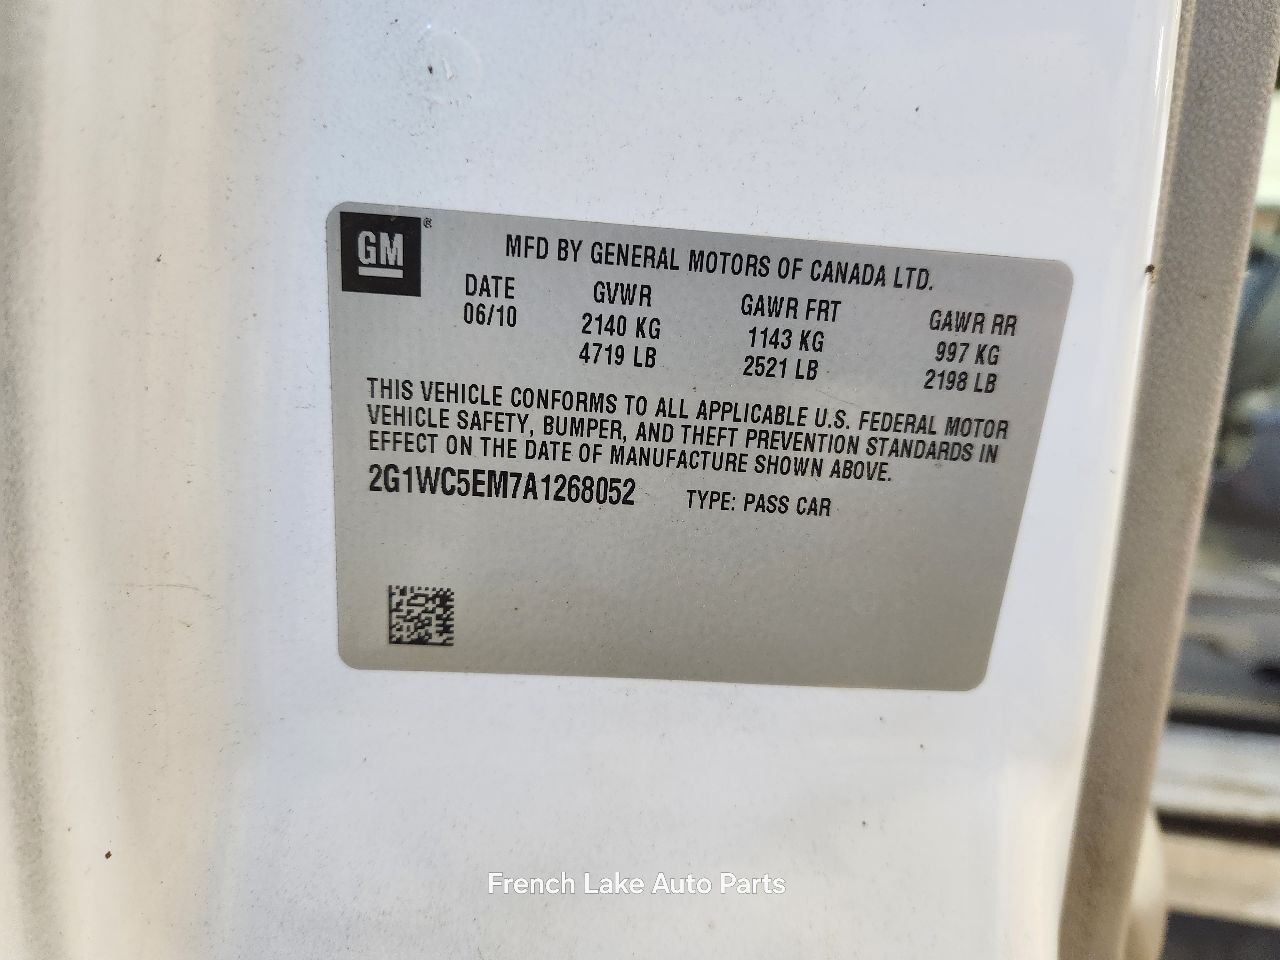 GM®
MFD BY GENERAL MOTORS OF CANADA LTD.
DATE GVWR GAWR FRT GAWR RR
06/10 2140 KG 1143 KG 997 KG
4719 LB 2521 LB 2198 LB
THIS VEHICLE CONFORMS TO ALL APPLICABLE U.S. FEDERAL MOTOR
VEHICLE SAFETY, BUMPER, AND THEFT PREVENTION STANDARDS IN
EFFECT ON THE DATE OF MANUFACTURE SHOWN ABOVE.
2G1WC5EM7A1268052 TYPE: PASS CAR
French Lake Auto Parts